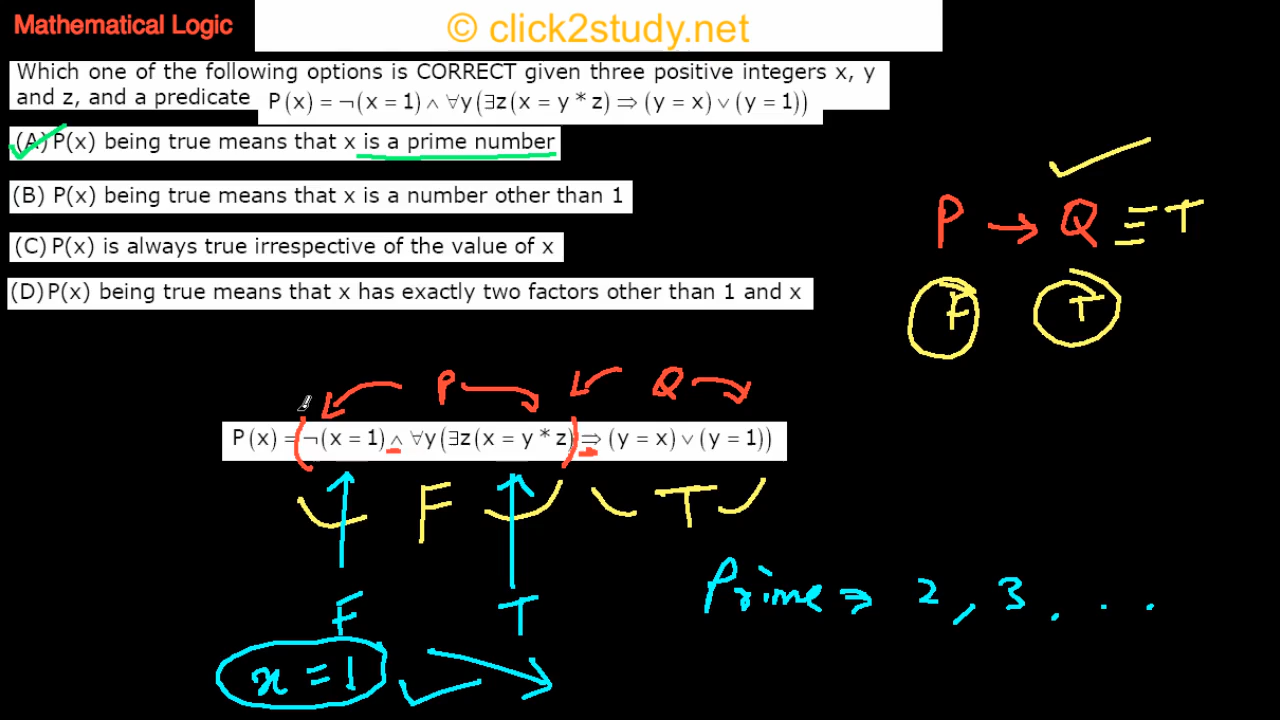 Mathematical Logic
© click2study.net
Which one of the following options is CORRECT given three positive integers x, y
and z, and a predicate P(x) = ¬(x = 1) ∧ ∀y(∃z(x = y * z) ⇒ (y = x) ∨ (y = 1))
(A) P(x) being true means that x is a prime number
(B) P(x) being true means that x is a number other than 1
(C) P(x) is always true irrespective of the value of x
(D) P(x) being true means that x has exactly two factors other than 1 and x
P → Q ≡ T
F T
P Q
P(x) = ¬(x = 1) ∧ ∀y(∃z(x = y * z) ⇒ (y = x) ∨ (y = 1))
F T
Prime ⇒ 2, 3, . . .
F T
x = 1